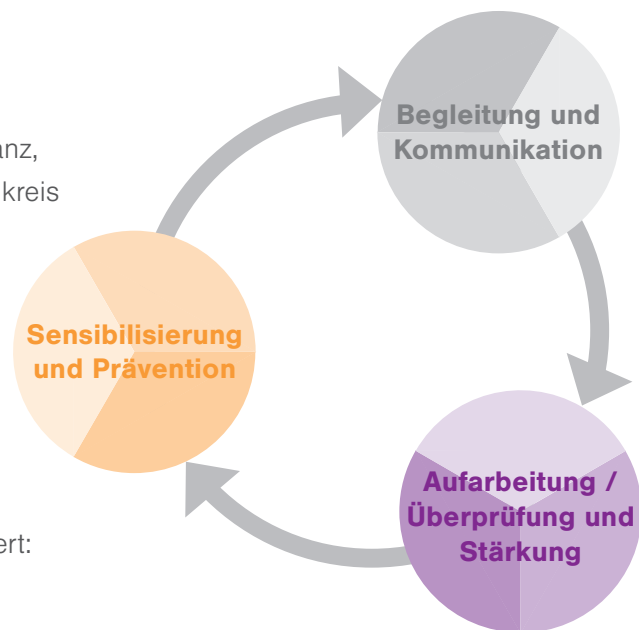 Begleitung und
Kommunikation
anz,
kreis
Sensibilisierung
und Prävention
Aufarbeitung /
Überprüfung und
Stärkung
ert: